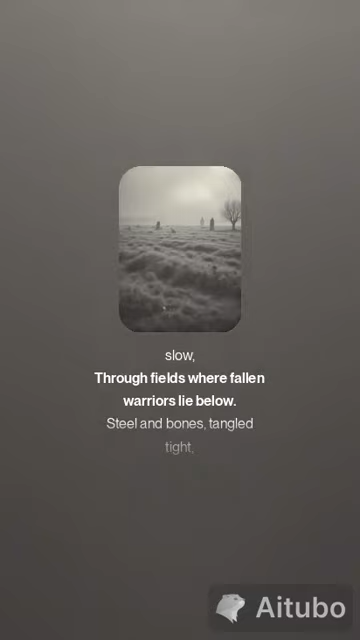 slow,
Through fields where fallen
warriors lie below.
Steel and bones, tangled
tight,
Aitubo